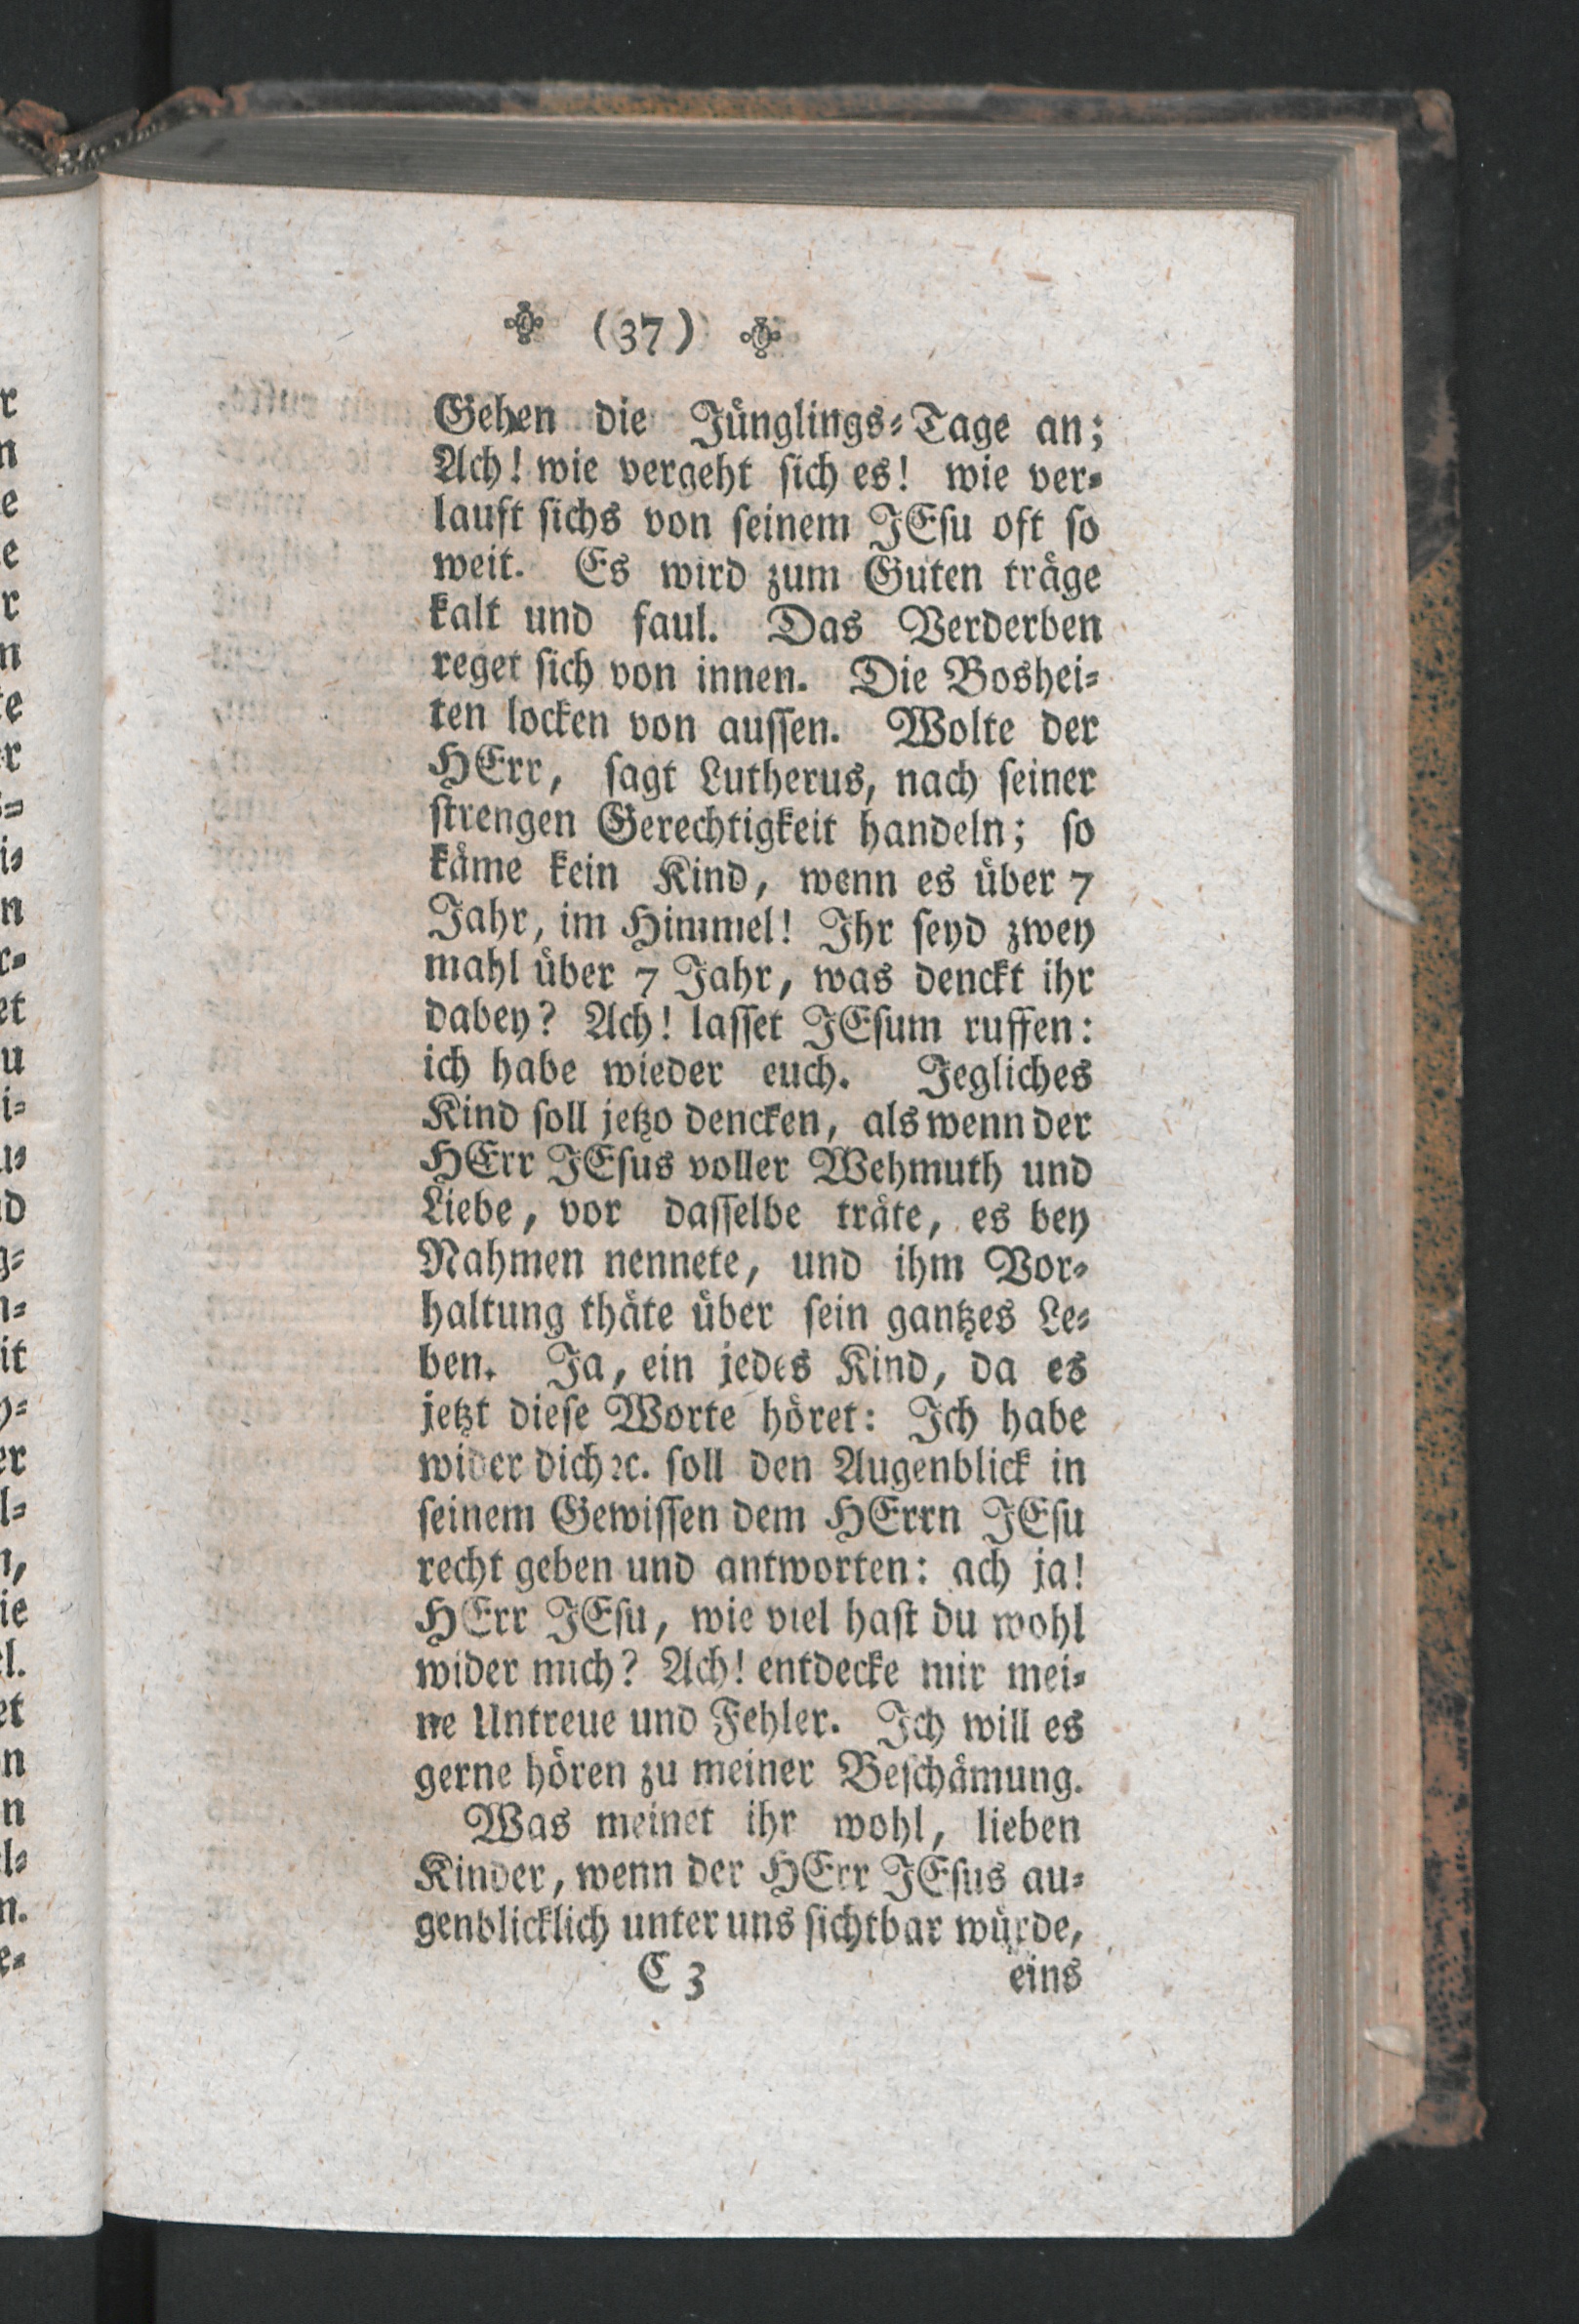 (37)
Gehen die Jünglings-Tage an;
Ach! wie vergeht sich es! wie ver-
lauft sichs von seinem JEsu oft so
weit. Es wird zum Guten träge
kalt und faul. Das Verderben
reget sich von innen. Die Boshei-
ten locken von aussen. Wolte der
HErr, sagt Lutherus, nach seiner
strengen Gerechtigkeit handeln; so
käme kein Kind, wenn es über 7
Jahr, im Himmel! Ihr seyd zwey
mahl über 7 Jahr, was denckt ihr
dabey? Ach! lasset JEsum ruffen:
ich habe wieder euch. Jegliches
Kind soll jetzo dencken, als wenn der
HErr JEsus voller Wehmuth und
Liebe, vor dasselbe träte, es bey
Nahmen nennete, und ihm Vor-
haltung thäte über sein gantzes Le-
ben. Ja, ein jedes Kind, da es
jetzt diese Worte höret: Ich habe
wider dich ꝛc. soll den Augenblick in
seinem Gewissen dem HErrn JEsu
recht geben und antworten: ach ja!
HErr JEsu, wie viel hast du wohl
wider mich? Ach! entdecke mir mei-
ne Untreue und Fehler. Ich will es
gerne hören zu meiner Beschämung.
Was meinet ihr wohl, lieben
Kinder, wenn der HErr JEsus au-
genblicklich unter uns sichtbar würde,
C 3 eins